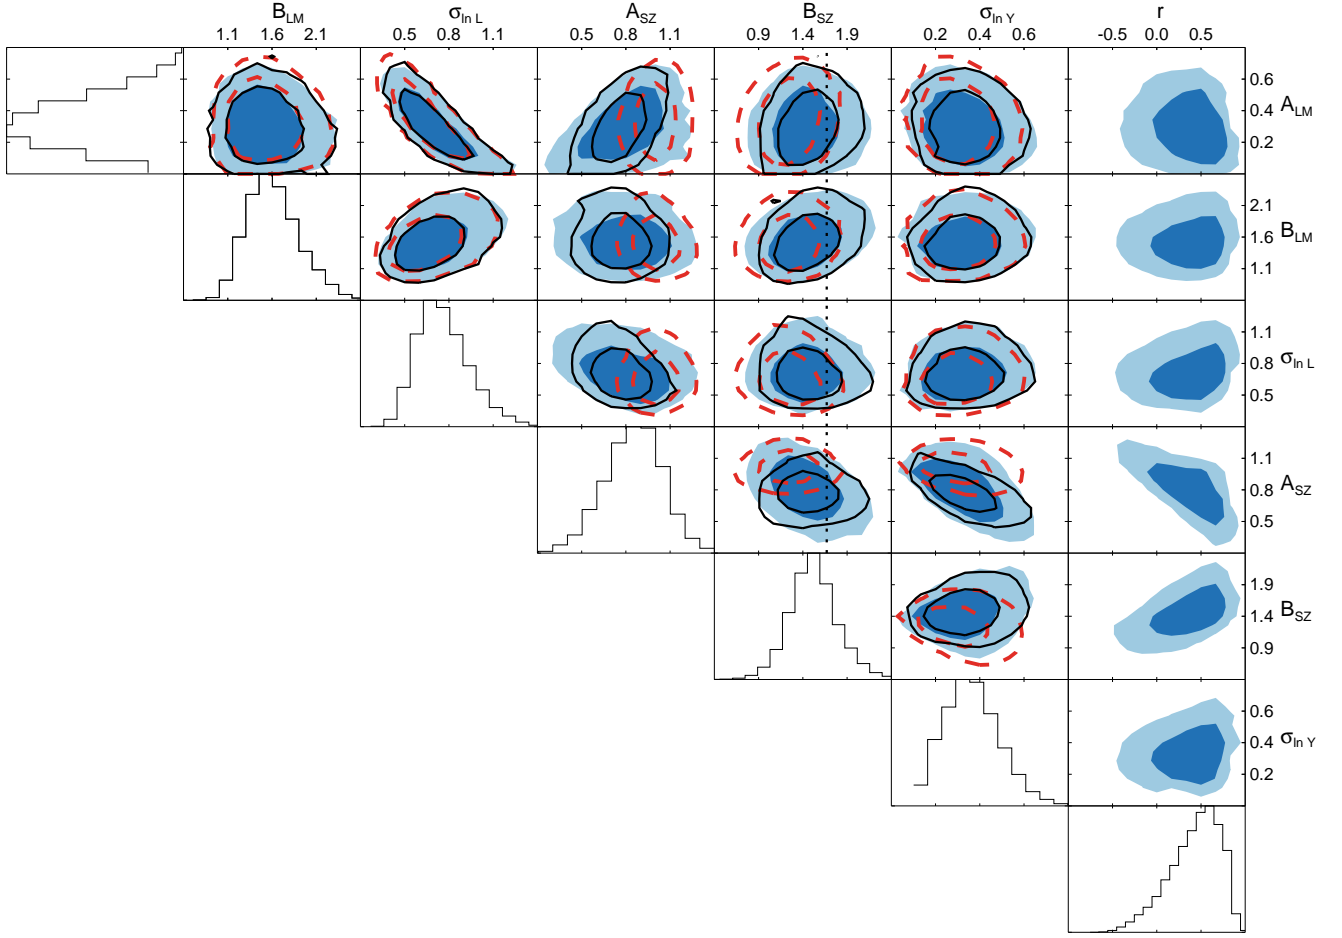 B_LM σ_ln L A_SZ B_SZ σ_ln Y r
1.1 1.6 2.1 0.5 0.8 1.1 0.5 0.8 1.1 0.9 1.4 1.9 0.2 0.4 0.6 -0.5 0.0 0.5
0.6
0.4 A_LM
0.2
2.1
1.6 B_LM
1.1
1.1
0.8 σ_ln L
0.5
1.1
0.8 A_SZ
0.5
1.9
1.4 B_SZ
0.9
0.6
0.4 σ_ln Y
0.2